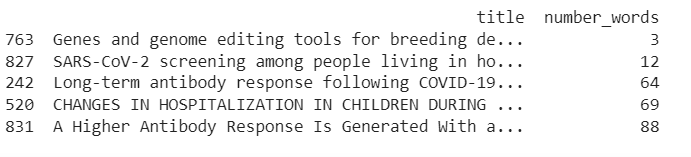 title number_words
763 Genes and genome editing tools for breeding de... 3
827 SARS-CoV-2 screening among people living in ho... 12
242 Long-term antibody response following COVID-19... 64
520 CHANGES IN HOSPITALIZATION IN CHILDREN DURING ... 69
831 A Higher Antibody Response Is Generated With a... 88